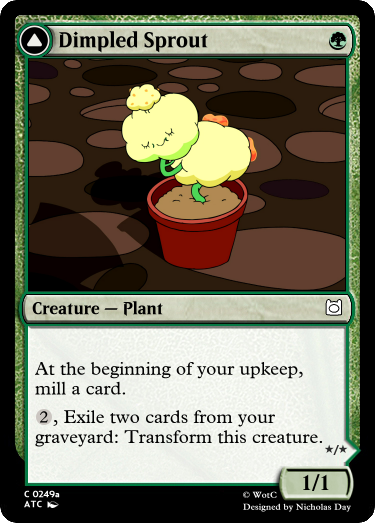 Dimpled Sprout
Creature — Plant
At the beginning of your upkeep,
mill a card.
2, Exile two cards from your
graveyard: Transform this creature.
*/*
1/1
C 0249a
ATC
© WotC
Designed by Nicholas Day